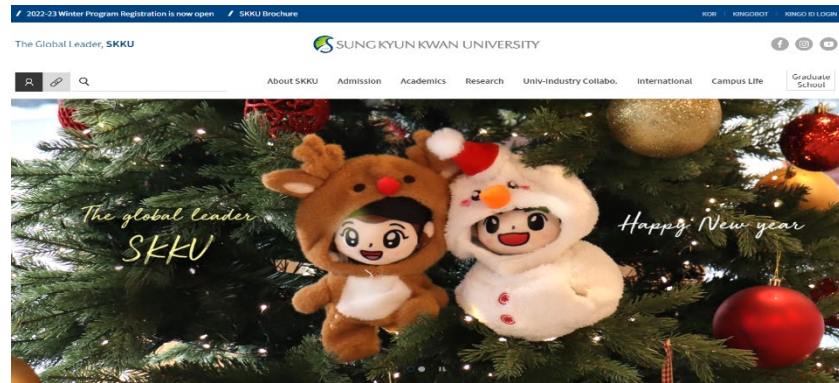 2022-23 Winter Program Registration is now open SKKU Brochure KOR KINGOBOT KINGO ID LOGIN
The Global Leader, SKKU SUNG KYUN KWAN UNIVERSITY
About SKKU Admission Academics Research Univ-Industry Collabo. International Campus Life Graduate School
The global leader
SKKU
Happy New year